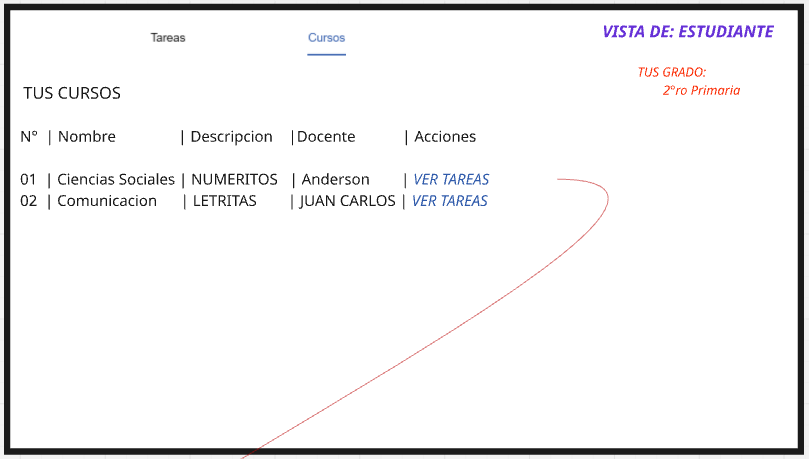 Tareas Cursos VISTA DE: ESTUDIANTE
TUS GRADO:
2°ro Primaria
TUS CURSOS
N° | Nombre | Descripcion |Docente | Acciones
01 | Ciencias Sociales | NUMERITOS | Anderson | VER TAREAS
02 | Comunicacion | LETRITAS | JUAN CARLOS | VER TAREAS